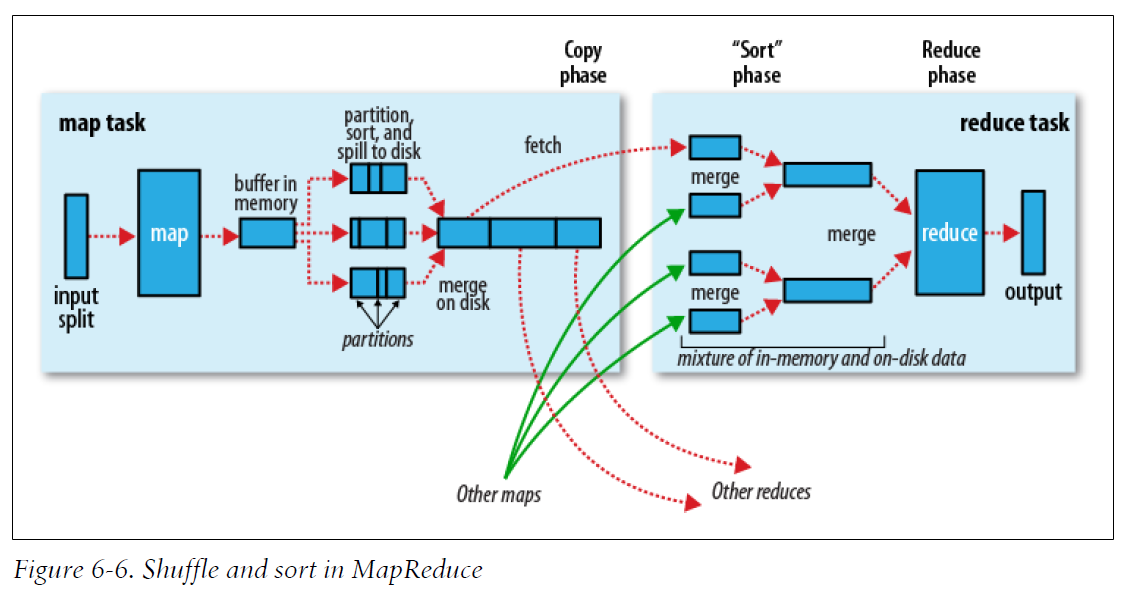 Copy
phase
“Sort”
phase
Reduce
phase
map task
partition,
sort, and
spill to disk
fetch
reduce task
buffer in
memory
map
merge
merge
reduce
input
split
merge
on disk
merge
output
partitions
mixture of in-memory and on-disk data
Other maps
Other reduces
Figure 6-6. Shuffle and sort in MapReduce